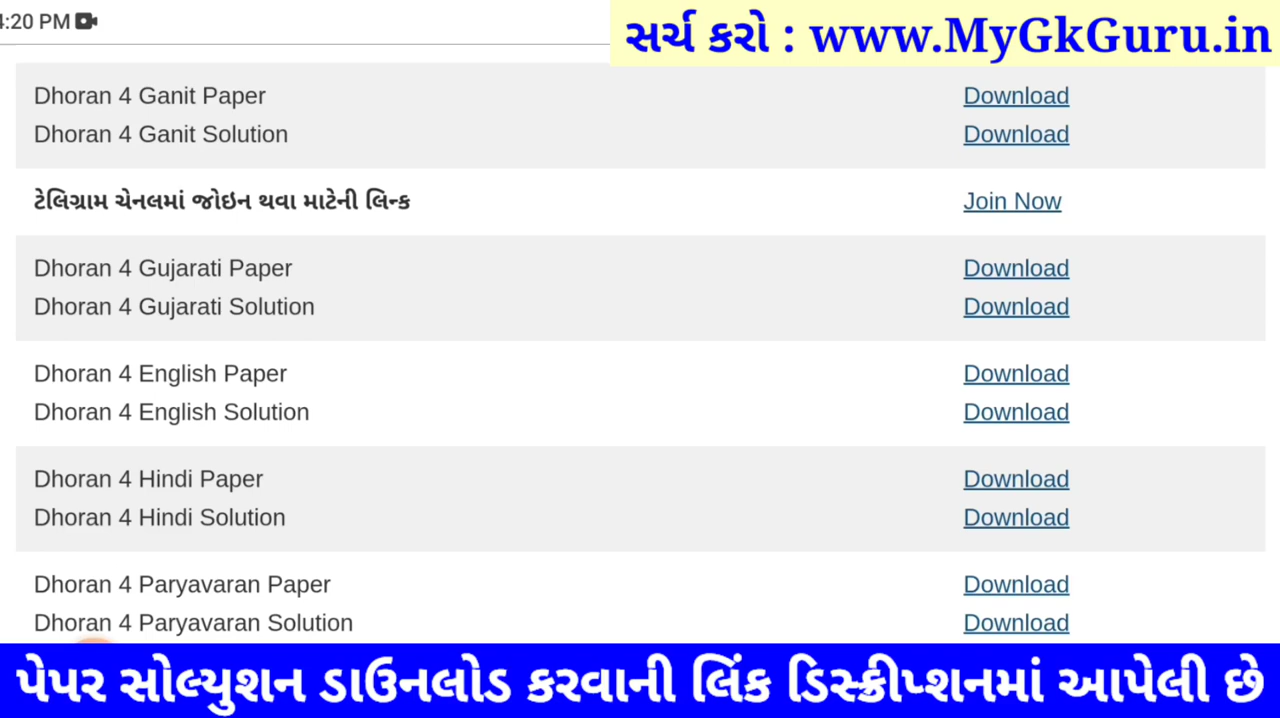 4:20 PM
સર્ચ કરો : www.MyGkGuru.in
Dhoran 4 Ganit Paper Download
Dhoran 4 Ganit Solution Download
ટેલિગ્રામ ચેનલમાં જોઇન થવા માટેની લિન્ક Join Now
Dhoran 4 Gujarati Paper Download
Dhoran 4 Gujarati Solution Download
Dhoran 4 English Paper Download
Dhoran 4 English Solution Download
Dhoran 4 Hindi Paper Download
Dhoran 4 Hindi Solution Download
Dhoran 4 Paryavaran Paper Download
Dhoran 4 Paryavaran Solution Download
પેપર સોલ્યુશન ડાઉનલોડ કરવાની લિંક ડિસ્ક્રીપ્શનમાં આપેલી છે